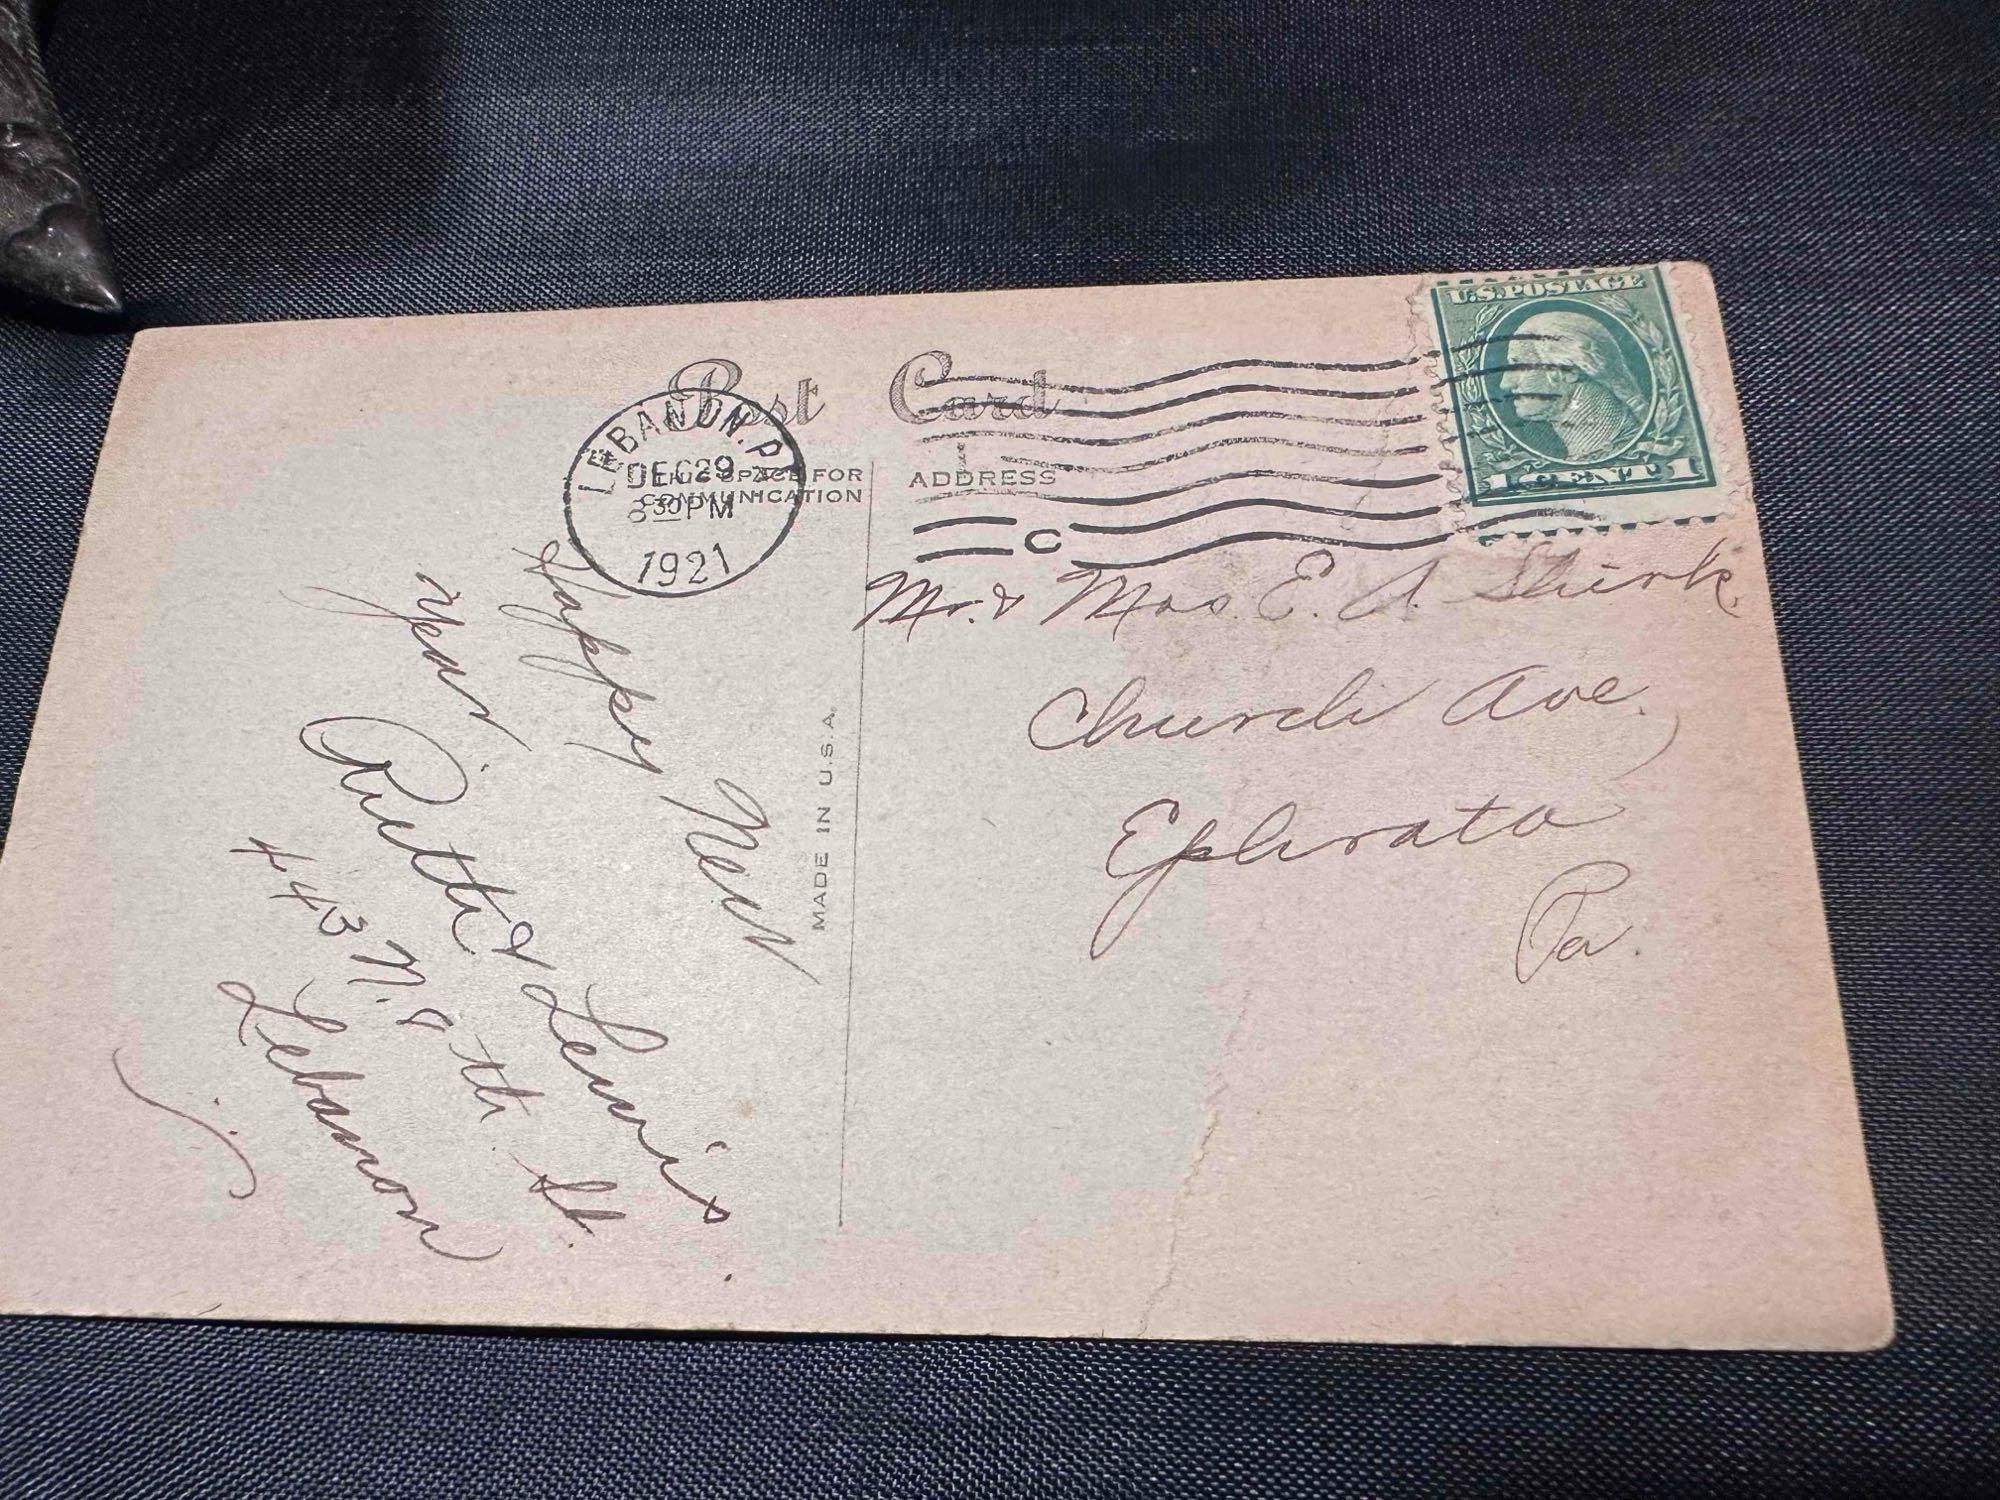 Post Card
THIS SPACE FOR
COMMUNICATION
ADDRESS
LEBANON. PA
DEC 29
8 30 PM
1921
C
U.S. POSTAGE
1 CENT 1
Mr. & Mrs. E. A. Shirk,
Church Ave.,
Ephrata
Pa.
Happy New
Year
Ruth & Lewis.
443 N. 8th St.
Lebanon
MADE IN U.S.A.